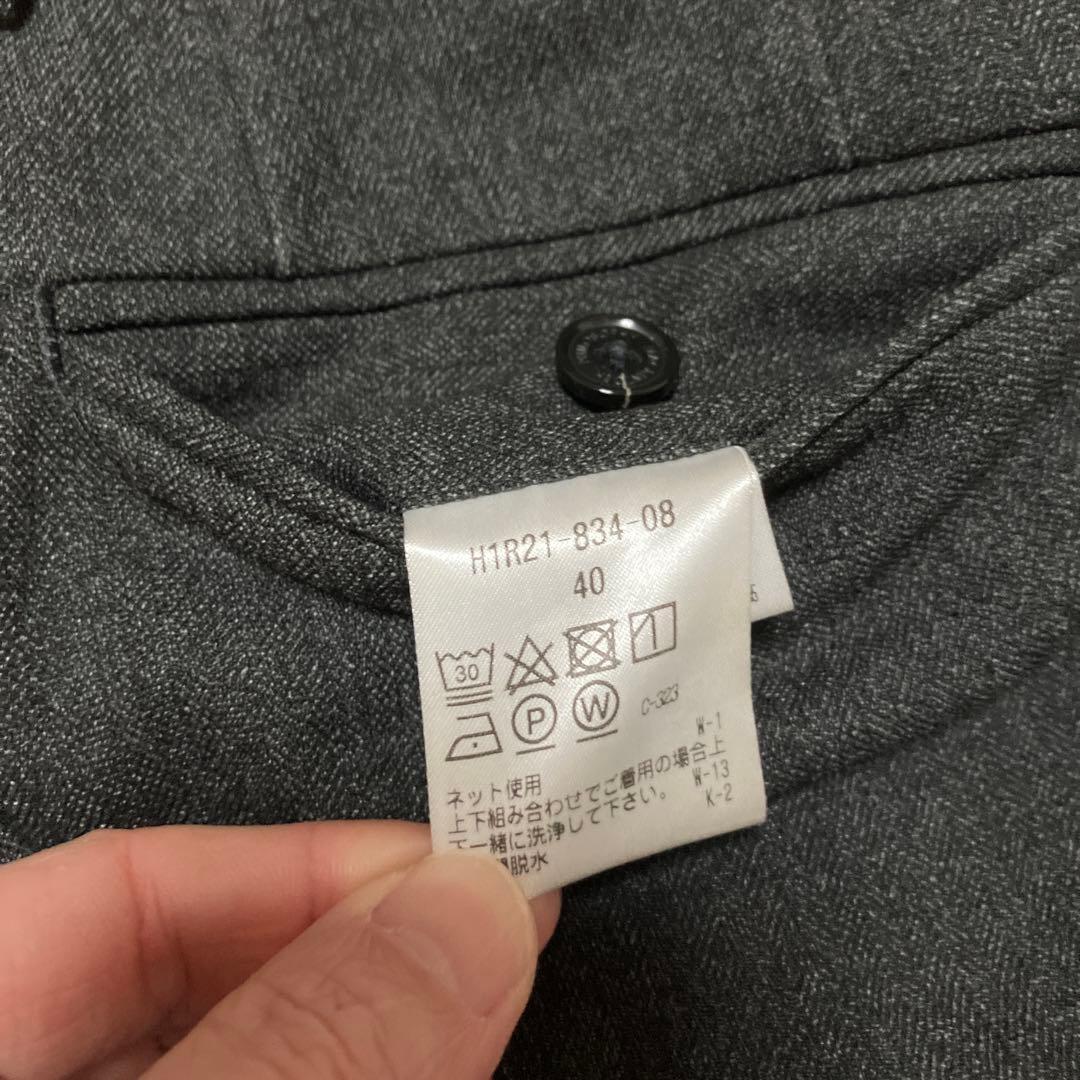 H1R21-834-08
40
30
P W C-323
W-1
W-13
K-2
ネット使用
上下組み合わせでご着用の場合上
下一緒に洗浄して下さい。
脱水